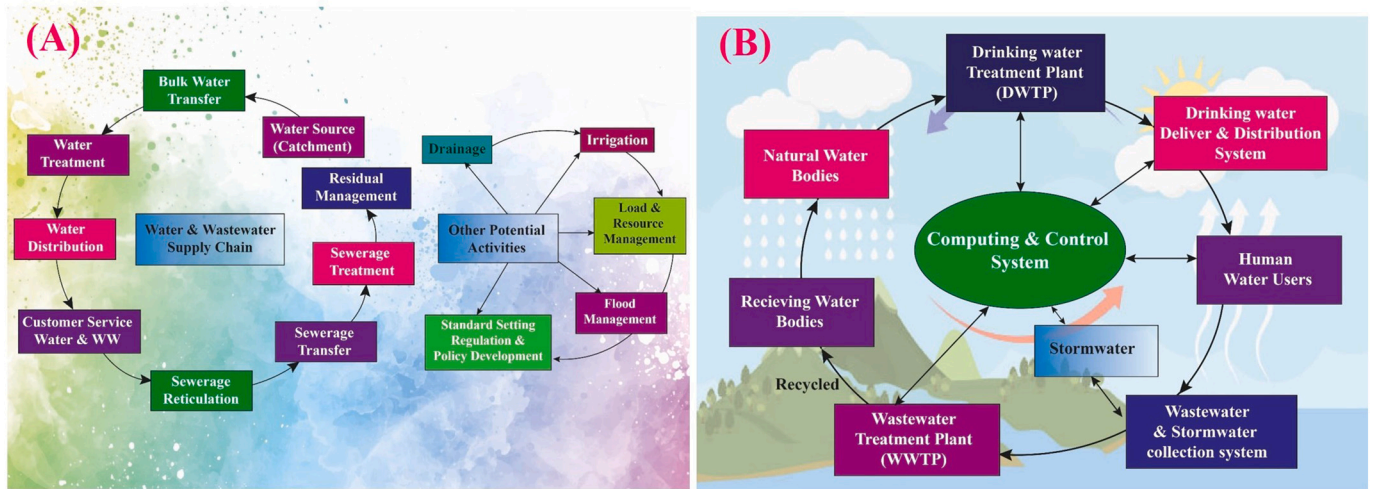 (A)
Bulk Water
Transfer
Water Source
(Catchment)
Water
Treatment
Residual
Management
Water
Distribution
Water & Wastewater
Supply Chain
Sewerage
Treatment
Customer Service
Water & WW
Sewerage
Transfer
Sewerage
Reticulation
Drainage
Irrigation
Load &
Resource
Management
Other Potential
Activities
Flood
Management
Standard Setting
Regulation &
Policy Development
(B)
Drinking water
Treatment Plant
(DWTP)
Drinking water
Deliver & Distribution
System
Natural Water
Bodies
Computing & Control
System
Human
Water Users
Recieving Water
Bodies
Stormwater
Recycled
Wastewater
Treatment Plant
(WWTP)
Wastewater
& Stormwater
collection system